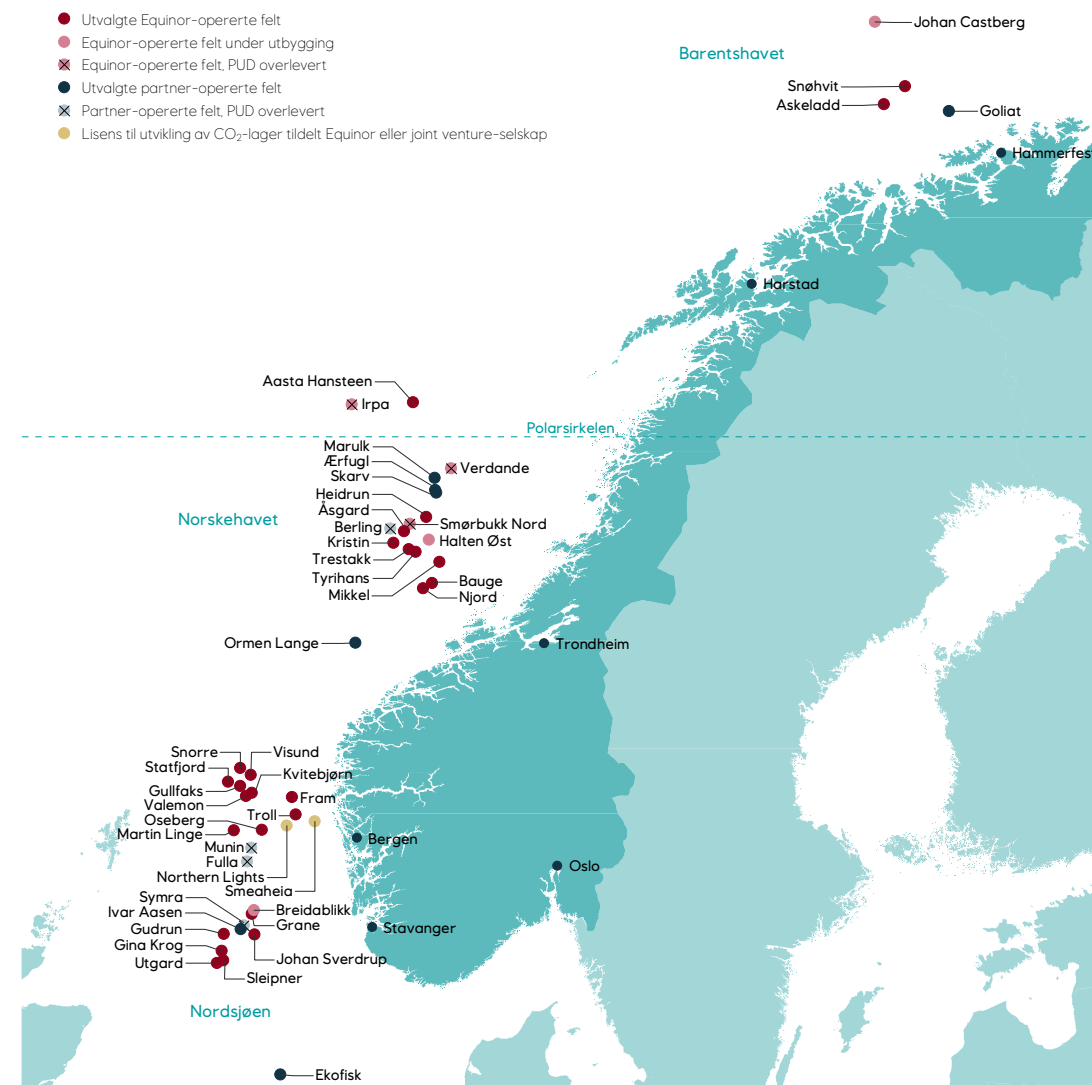 Utvalgte Equinor-opererte felt
Equinor-opererte felt under utbygging
Equinor-opererte felt, PUD overlevert
Utvalgte partner-opererte felt
Partner-opererte felt, PUD overlevert
Lisens til utvikling av CO₂-lager tildelt Equinor eller joint venture-selskap
Johan Castberg
Barentshavet
Snøhvit
Askeladd
Goliat
Hammerfes
Harstad
Aasta Hansteen
Irpa
Polarsirkelen
Marulk
Ærfugl
Verdande
Skarv
Heidrun
Åsgard
Norskehavet
Berling
Smørbukk Nord
Kristin
Halten Øst
Trestakk
Tyrihans
Bauge
Mikkel
Njord
Ormen Lange
Trondheim
Snorre
Visund
Statfjord
Kvitebjørn
Gullfaks
Fram
Valemon
Troll
Oseberg
Martin Linge
Bergen
Munin
Fulla
Oslo
Northern Lights
Smeaheia
Symra
Ivar Aasen
Breidablikk
Grane
Gudrun
Stavanger
Gina Krog
Johan Sverdrup
Utgard
Sleipner
Nordsjøen
Ekofisk